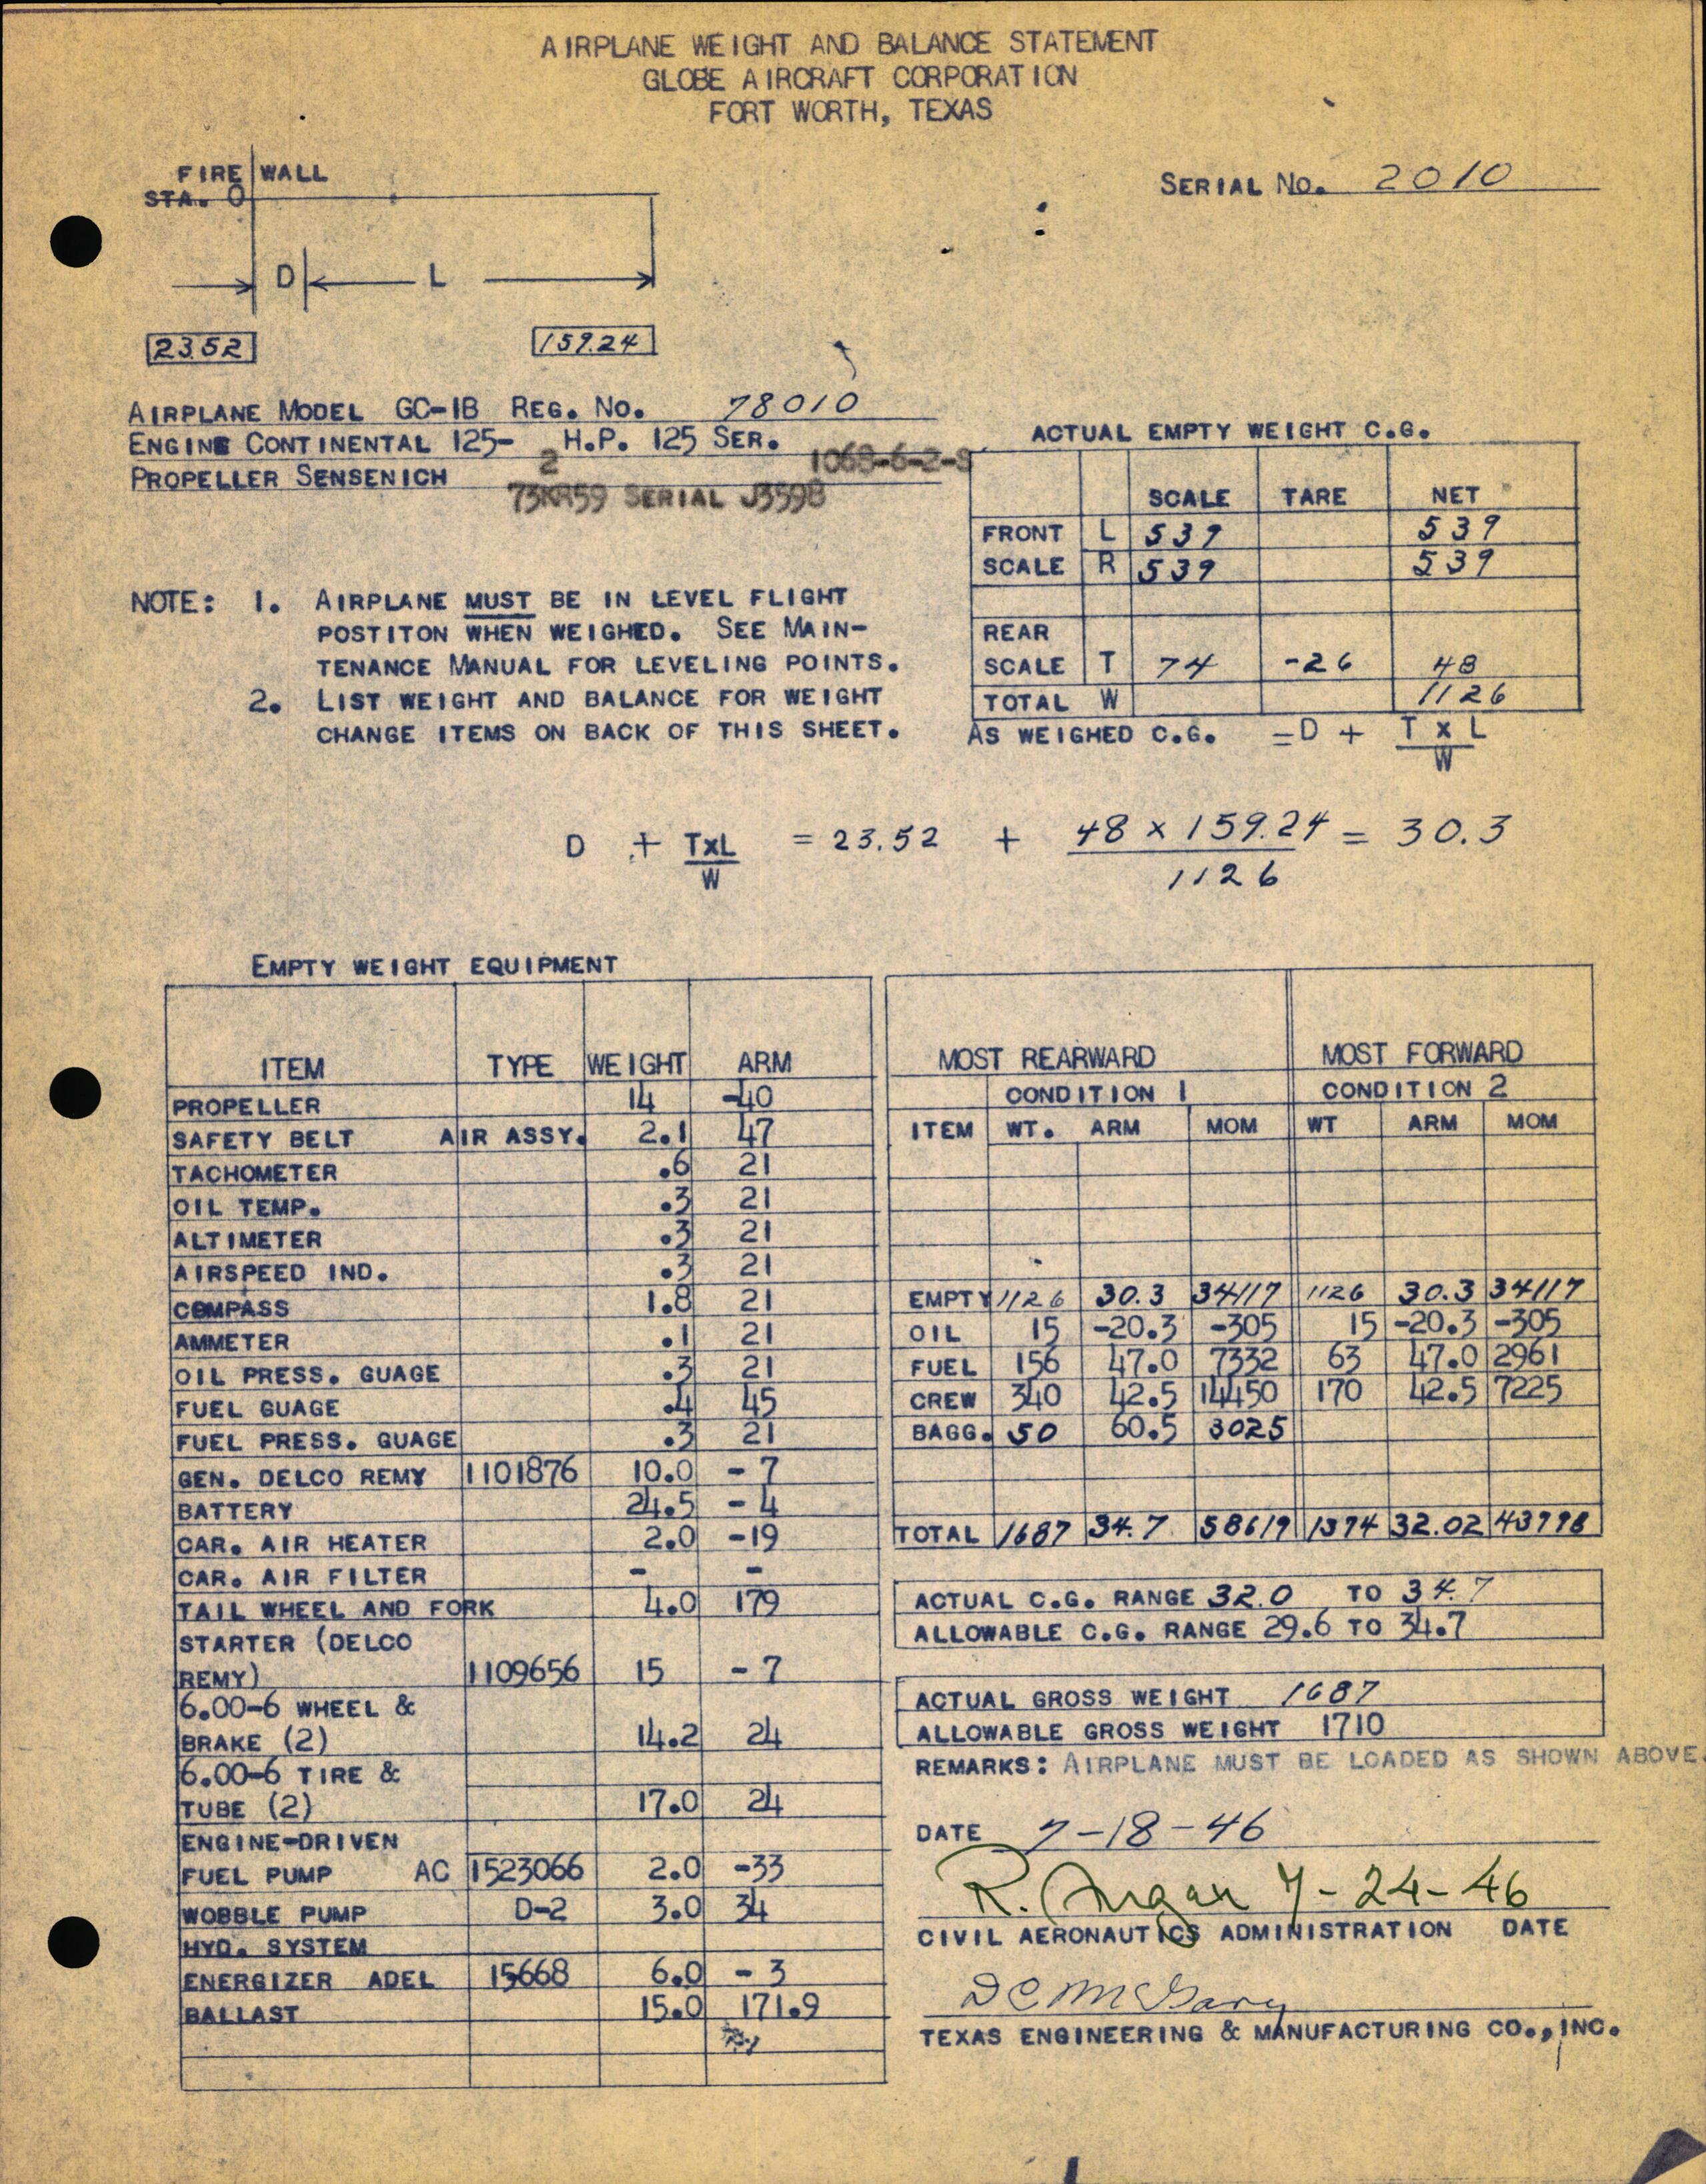 AIRPLANE WEIGHT AND BALANCE STATEMENT
GLOBE AIRCRAFT CORPORATION
FORT WORTH, TEXAS
FIRE WALL
STA. 0
SERIAL NO. 2010
D L
23.52 159.24
AIRPLANE MODEL GC-1B REG. NO. 78010
ENGINE CONTINENTAL 125-2 H.P. 125 SER. 1068-6-2-S
PROPELLER SENSENICH 73KR59 SERIAL J3598
ACTUAL EMPTY WEIGHT C.G.
SCALE TARE NET
FRONT L 539 539
SCALE R 539 539
REAR
SCALE T 74 -26 48
TOTAL W 1126
AS WEIGHED C.G. = D + T X L
W
NOTE: 1. AIRPLANE MUST BE IN LEVEL FLIGHT
POSTITON WHEN WEIGHED. SEE MAIN-
TENANCE MANUAL FOR LEVELING POINTS.
2. LIST WEIGHT AND BALANCE FOR WEIGHT
CHANGE ITEMS ON BACK OF THIS SHEET.
D + TxL = 23.52 + 48 x 159.24 = 30.3
W 1126
EMPTY WEIGHT EQUIPMENT
ITEM TYPE WEIGHT ARM
PROPELLER 14 -40
SAFETY BELT AIR ASSY. 2.1 47
TACHOMETER .6 21
OIL TEMP. .3 21
ALTIMETER .3 21
AIRSPEED IND. .3 21
COMPASS 1.8 21
AMMETER .1 21
OIL PRESS. GUAGE .3 21
FUEL GUAGE .4 45
FUEL PRESS. GUAGE .3 21
GEN. DELCO REMY 1101876 10.0 - 7
BATTERY 24.5 - 4
CAR. AIR HEATER 2.0 -19
CAR. AIR FILTER - -
TAIL WHEEL AND FORK 4.0 179
STARTER (DELCO
REMY) 1109656 15 - 7
6.00-6 WHEEL &
BRAKE (2) 14.2 24
6.00-6 TIRE &
TUBE (2) 17.0 24
ENGINE-DRIVEN
FUEL PUMP AC 1523066 2.0 -33
WOBBLE PUMP D-2 3.0 34
HYD. SYSTEM
ENERGIZER ADEL 15668 6.0 - 3
BALLAST 15.0 171.9
MOST REARWARD MOST FORWARD
CONDITION 1 CONDITION 2
ITEM WT. ARM MOM WT ARM MOM
EMPTY 1126 30.3 34117 1126 30.3 34117
OIL 15 -20.3 -305 15 -20.3 -305
FUEL 156 47.0 7332 63 47.0 2961
CREW 340 42.5 14450 170 42.5 7225
BAGG. 50 60.5 3025
TOTAL 1687 34.7 58619 1374 32.02 43998
ACTUAL C.G. RANGE 32.0 TO 34.7
ALLOWABLE C.G. RANGE 29.6 TO 34.7
ACTUAL GROSS WEIGHT 1687
ALLOWABLE GROSS WEIGHT 1710
REMARKS: AIRPLANE MUST BE LOADED AS SHOWN ABOVE.
DATE 7-18-46
R. 7-24-46
CIVIL AERONAUTICS ADMINISTRATION DATE
TEXAS ENGINEERING & MANUFACTURING CO., INC.